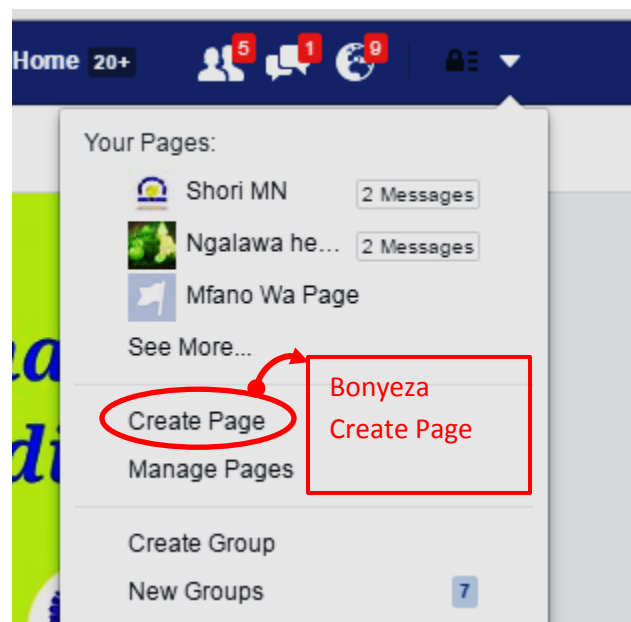 Home 20+ 5 1 9
Your Pages:
Shori MN 2 Messages
Ngalawa he... 2 Messages
Mfano Wa Page
See More...
Bonyeza
Create Page
Create Page
Manage Pages
Create Group
New Groups 7